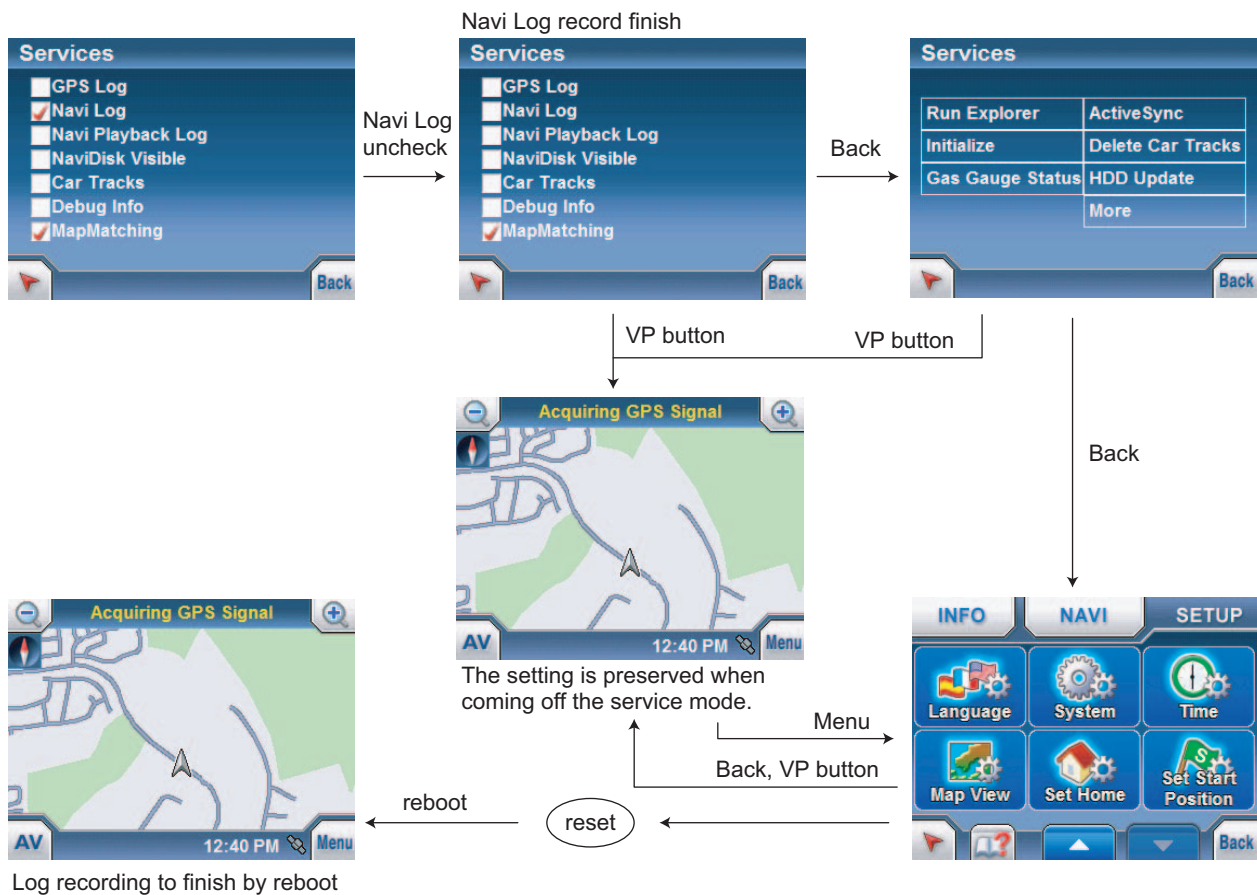 Navi Log record finish
Services
GPS Log
Navi Log
Navi Playback Log
NaviDisk Visible
Car Tracks
Debug Info
MapMatching
Back
Navi Log
uncheck
Services
GPS Log
Navi Log
Navi Playback Log
NaviDisk Visible
Car Tracks
Debug Info
MapMatching
Back
Back
Services
Run Explorer
ActiveSync
Initialize
Delete Car Tracks
Gas Gauge Status
HDD Update
More
Back
VP button
VP button
Back
Acquiring GPS Signal
AV
12:40 PM
Menu
The setting is preserved when
coming off the service mode.
Menu
Back, VP button
INFO
NAVI
SETUP
Language
System
Time
Map View
Set Home
S
Set Start
Position
?
Back
reset
reboot
Acquiring GPS Signal
AV
12:40 PM
Menu
Log recording to finish by reboot